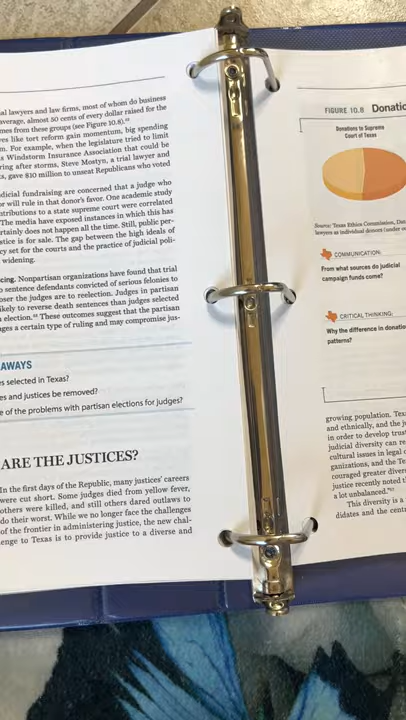 al lawyers and law firms, most of whom do business
average, almost 50 cents of every dollar raised for the
mes from these groups (see Figure 10.8).
es like tort reform gain momentum, big spending
m. For example, when the legislature tried to limit
s Windstorm Insurance Association that could be
ring after storms, Steve Mostyn, a trial lawyer and
s, gave $10 million to unseat Republicans who voted
dicial fundraising are concerned that a judge who
or will rule in that donor's favor. One academic study
ntributions to a state supreme court were correlated
The media have exposed instances in which this has
rtainly does not happen all the time. Still, public per-
stice is for sale. The gap between the high ideals of
cy set for the courts and the practice of judicial poli-
widening.
cing. Nonpartisan organizations have found that trial
o sentence defendants convicted of serious felonies to
oser the judges are to reelection. Judges in partisan
ikely to reverse death sentences than judges selected
election. These outcomes suggest that the partisan
ges a certain type of ruling and may compromise jus-
AWAYS
es selected in Texas?
es and justices be removed?
e of the problems with partisan elections for judges?
ARE THE JUSTICES?
In the first days of the Republic, many justices' careers
were cut short. Some judges died from yellow fever,
others were killed, and still others dared outlaws to
do their worst. While we no longer face the challenges
of the frontier in administering justice, the new chal-
enge to Texas is to provide justice to a diverse and
FIGURE 10.8 Donatio
Donations to Supreme
Court of Texas
Source: Texas Ethics Commission, Dat
lawyers as individual donors (under o
COMMUNICATION:
From what sources do judicial
campaign funds come?
CRITICAL THINKING:
Why the difference in donatio
patterns?
growing population. Tex
and ethnically, and the ju
in order to develop trust
judicial diversity can re
cultural issues in legal c
ganizations, and the Te
couraged greater divers
justice recently noted th
a lot unbalanced."
This diversity is a
didates and the centr